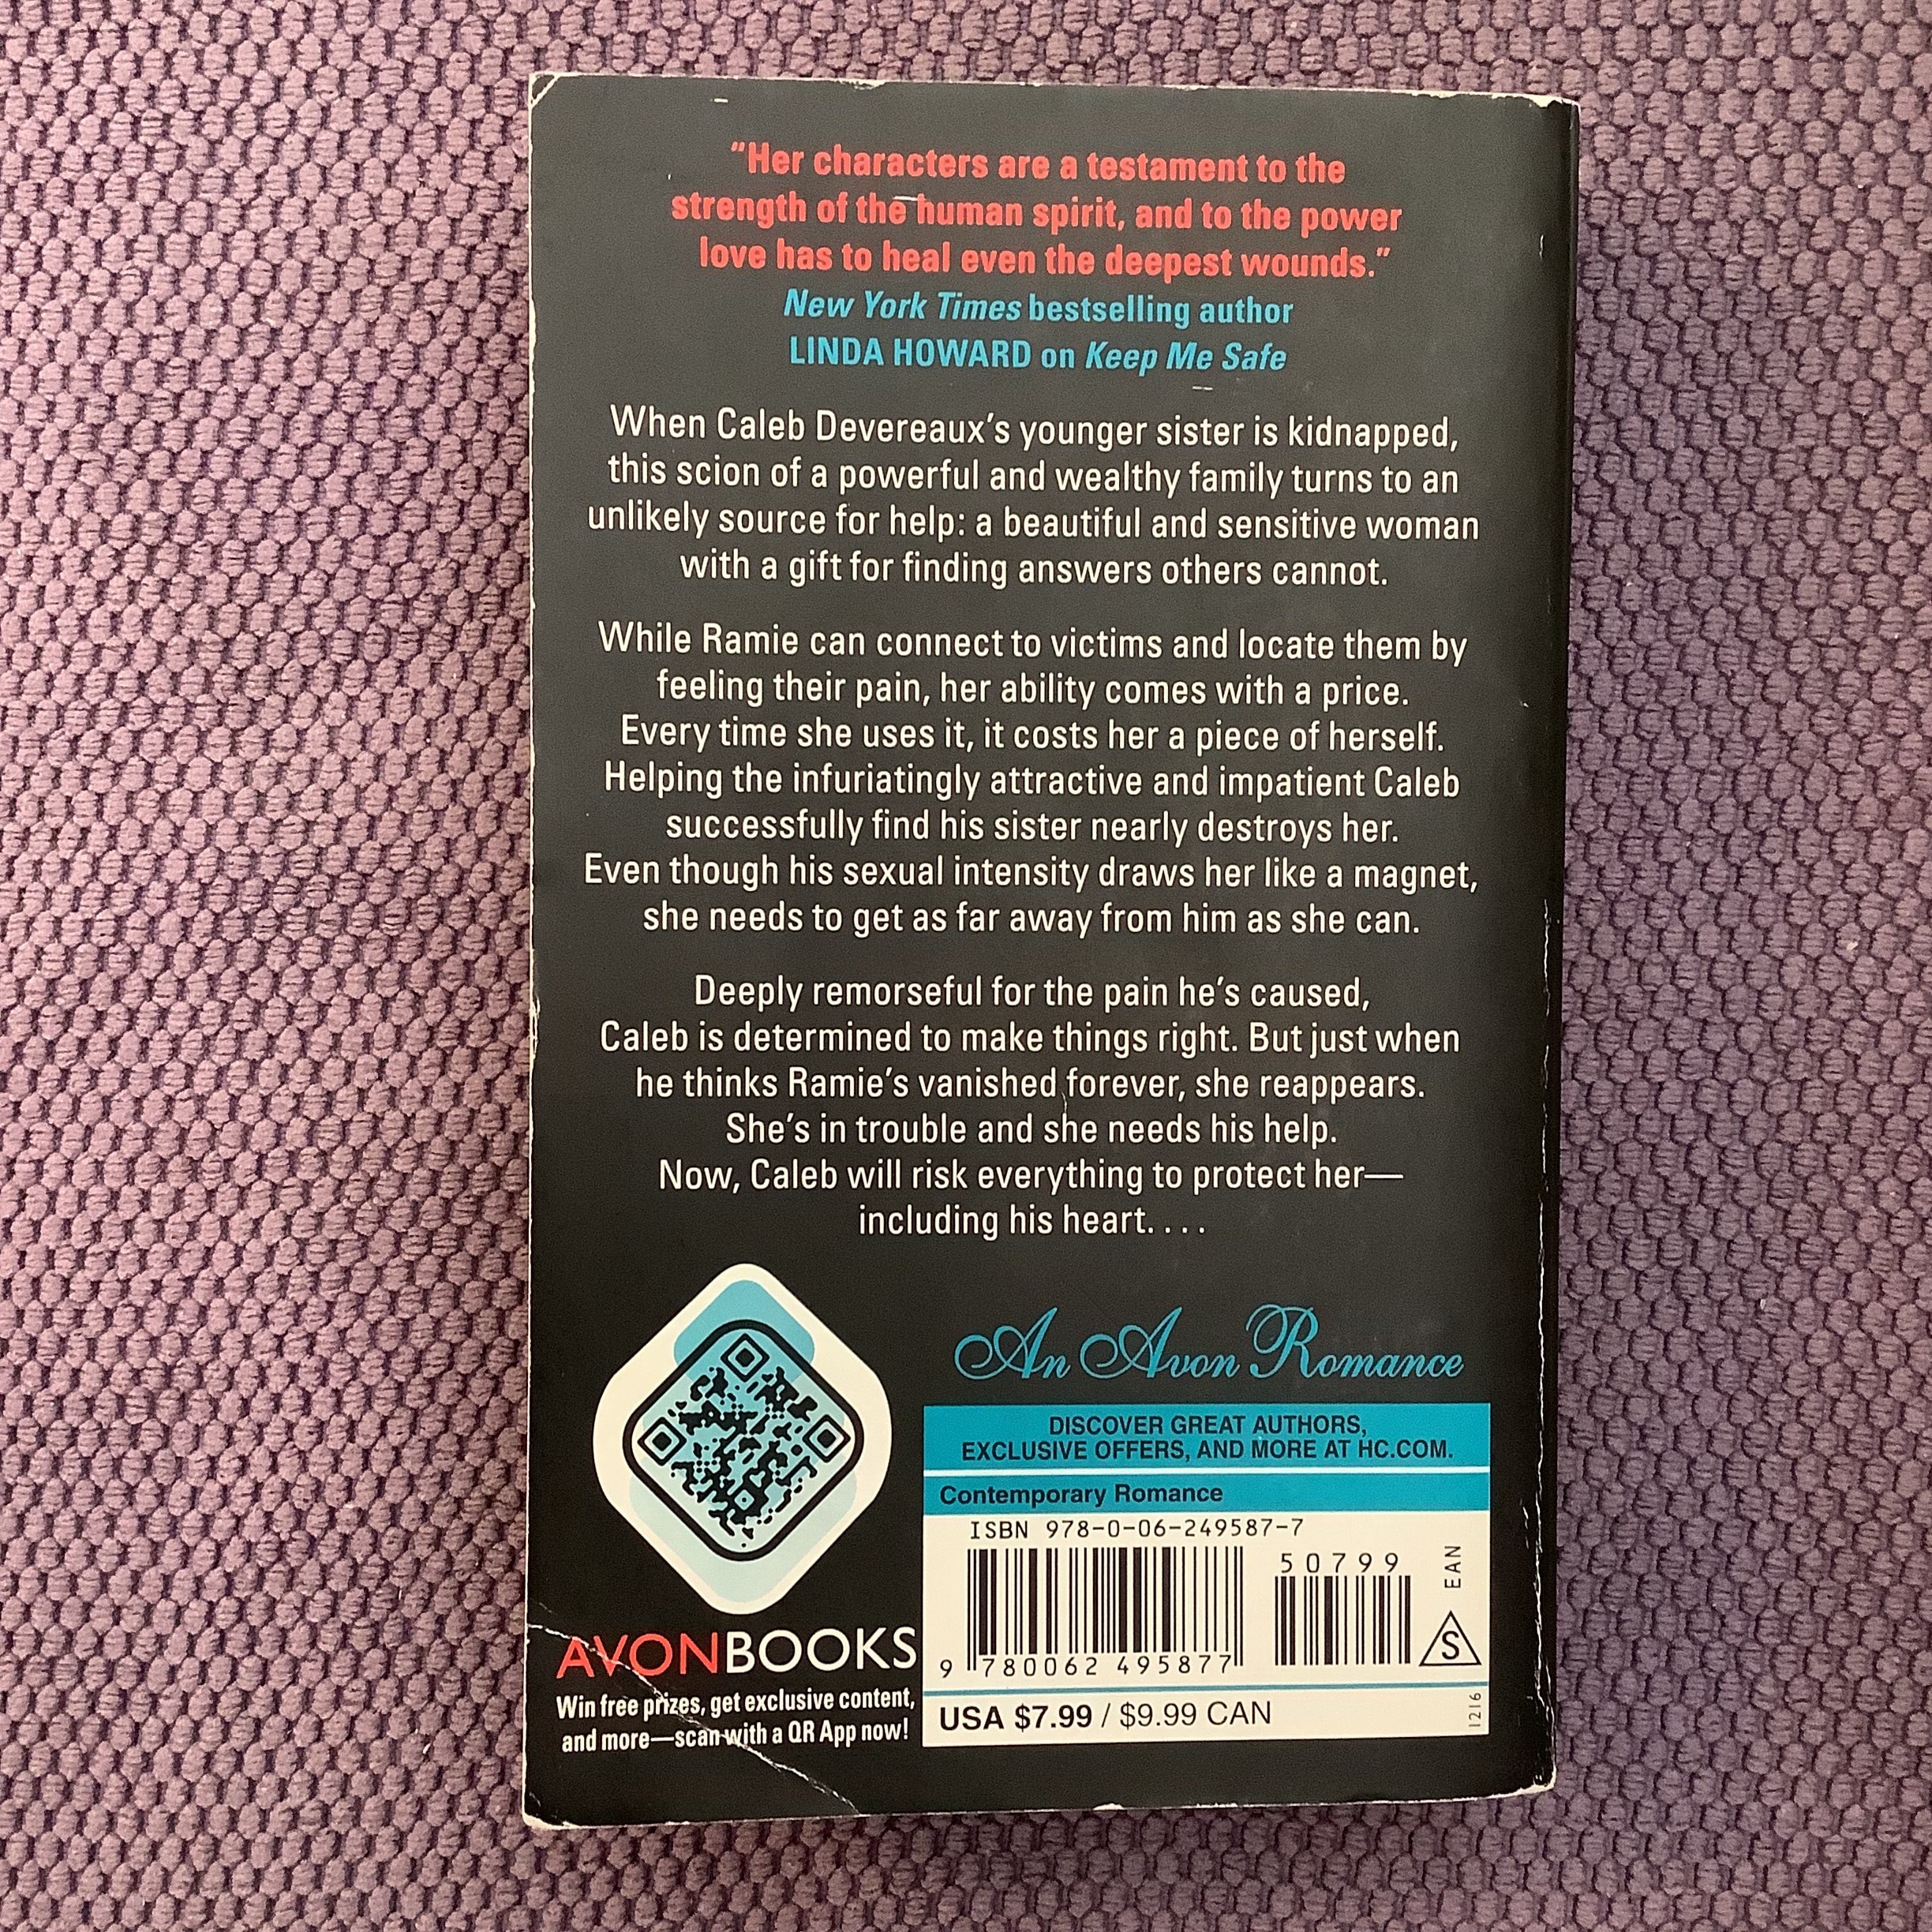 “Her characters are a testament to the
strength of the human spirit, and to the power
love has to heal even the deepest wounds.”
New York Times bestselling author
LINDA HOWARD on Keep Me Safe
When Caleb Devereaux’s younger sister is kidnapped,
this scion of a powerful and wealthy family turns to an
unlikely source for help: a beautiful and sensitive woman
with a gift for finding answers others cannot.
While Ramie can connect to victims and locate them by
feeling their pain, her ability comes with a price.
Every time she uses it, it costs her a piece of herself.
Helping the infuriatingly attractive and impatient Caleb
successfully find his sister nearly destroys her.
Even though his sexual intensity draws her like a magnet,
she needs to get as far away from him as she can.
Deeply remorseful for the pain he’s caused,
Caleb is determined to make things right. But just when
he thinks Ramie’s vanished forever, she reappears.
She’s in trouble and she needs his help.
Now, Caleb will risk everything to protect her—
including his heart. . . .
An Avon Romance
DISCOVER GREAT AUTHORS,
EXCLUSIVE OFFERS, AND MORE AT HC.COM.
Contemporary Romance
ISBN 978-0-06-249587-7
50799
EAN
S
9 780062 495877
USA $7.99 / $9.99 CAN
1216
AVONBOOKS
Win free prizes, get exclusive content,
and more—scan with a QR App now!